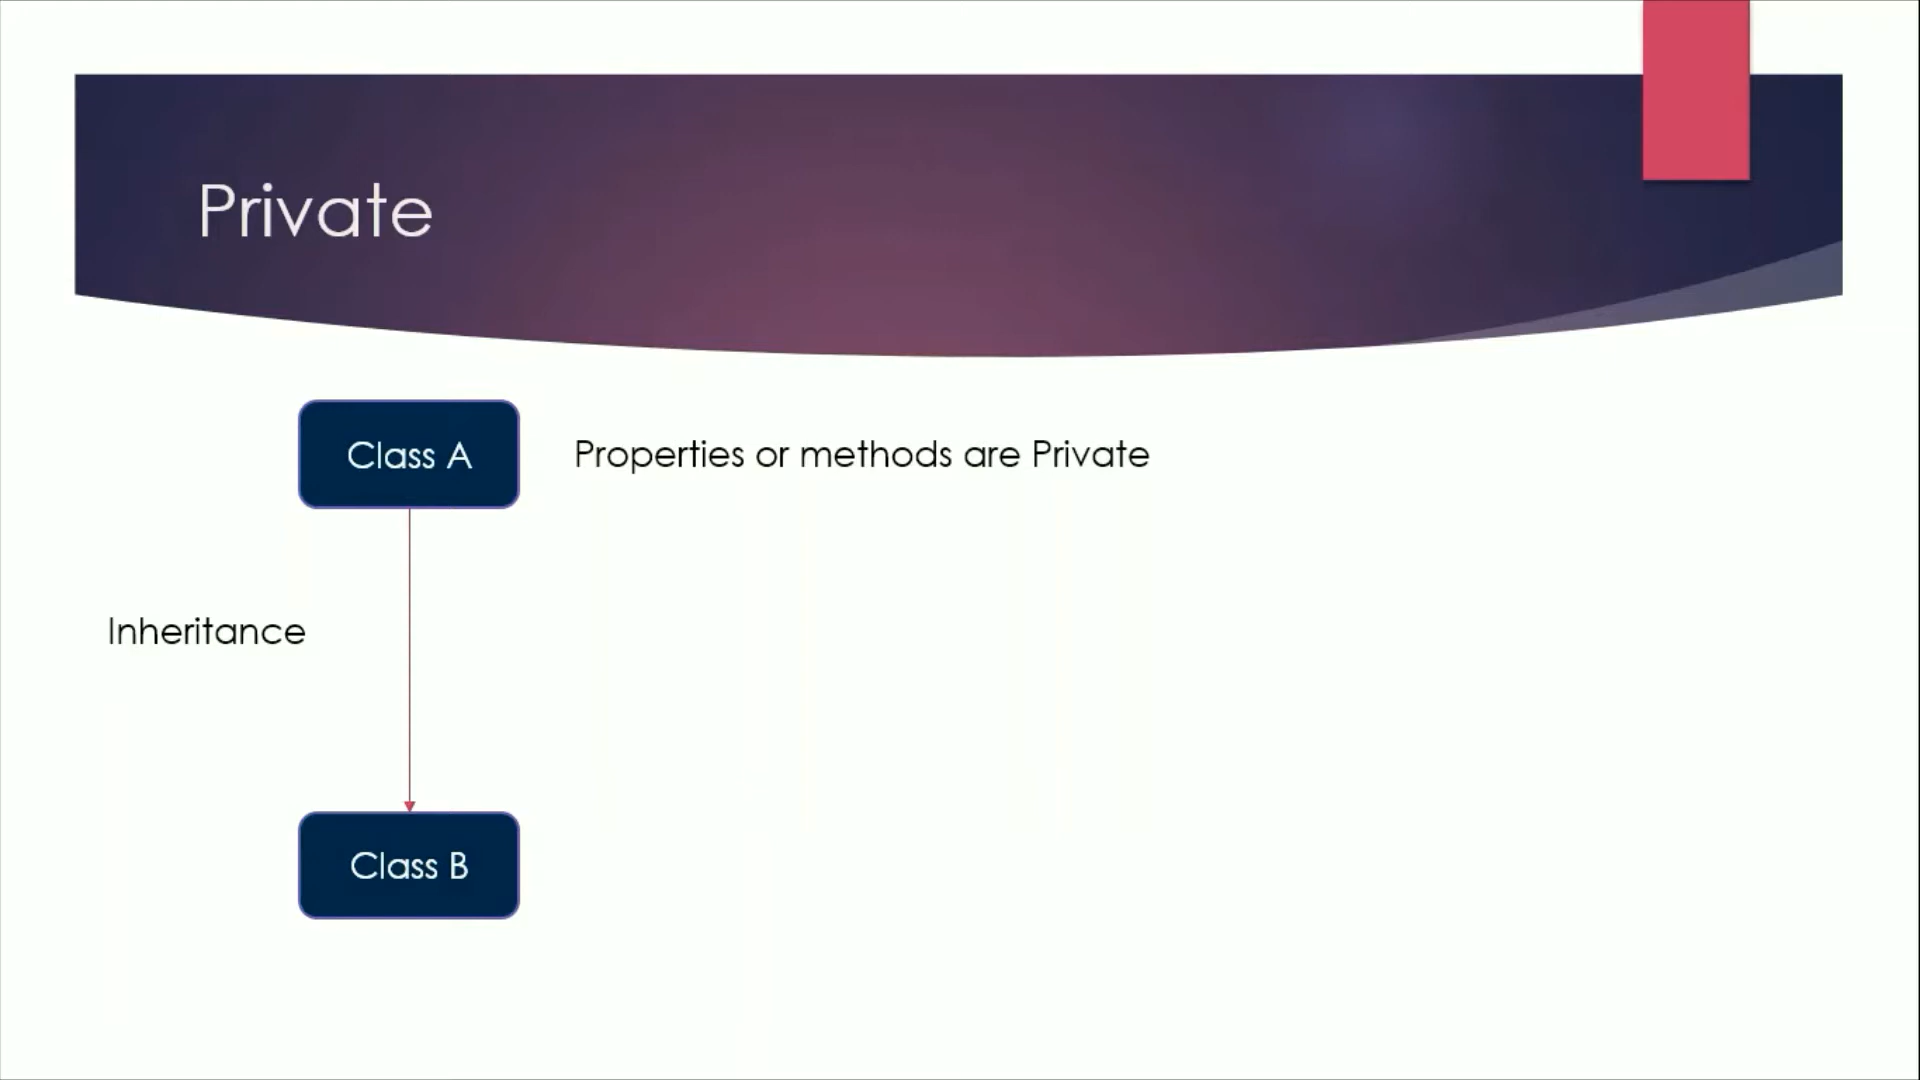 Private
Class A
Properties or methods are Private
Inheritance
Class B